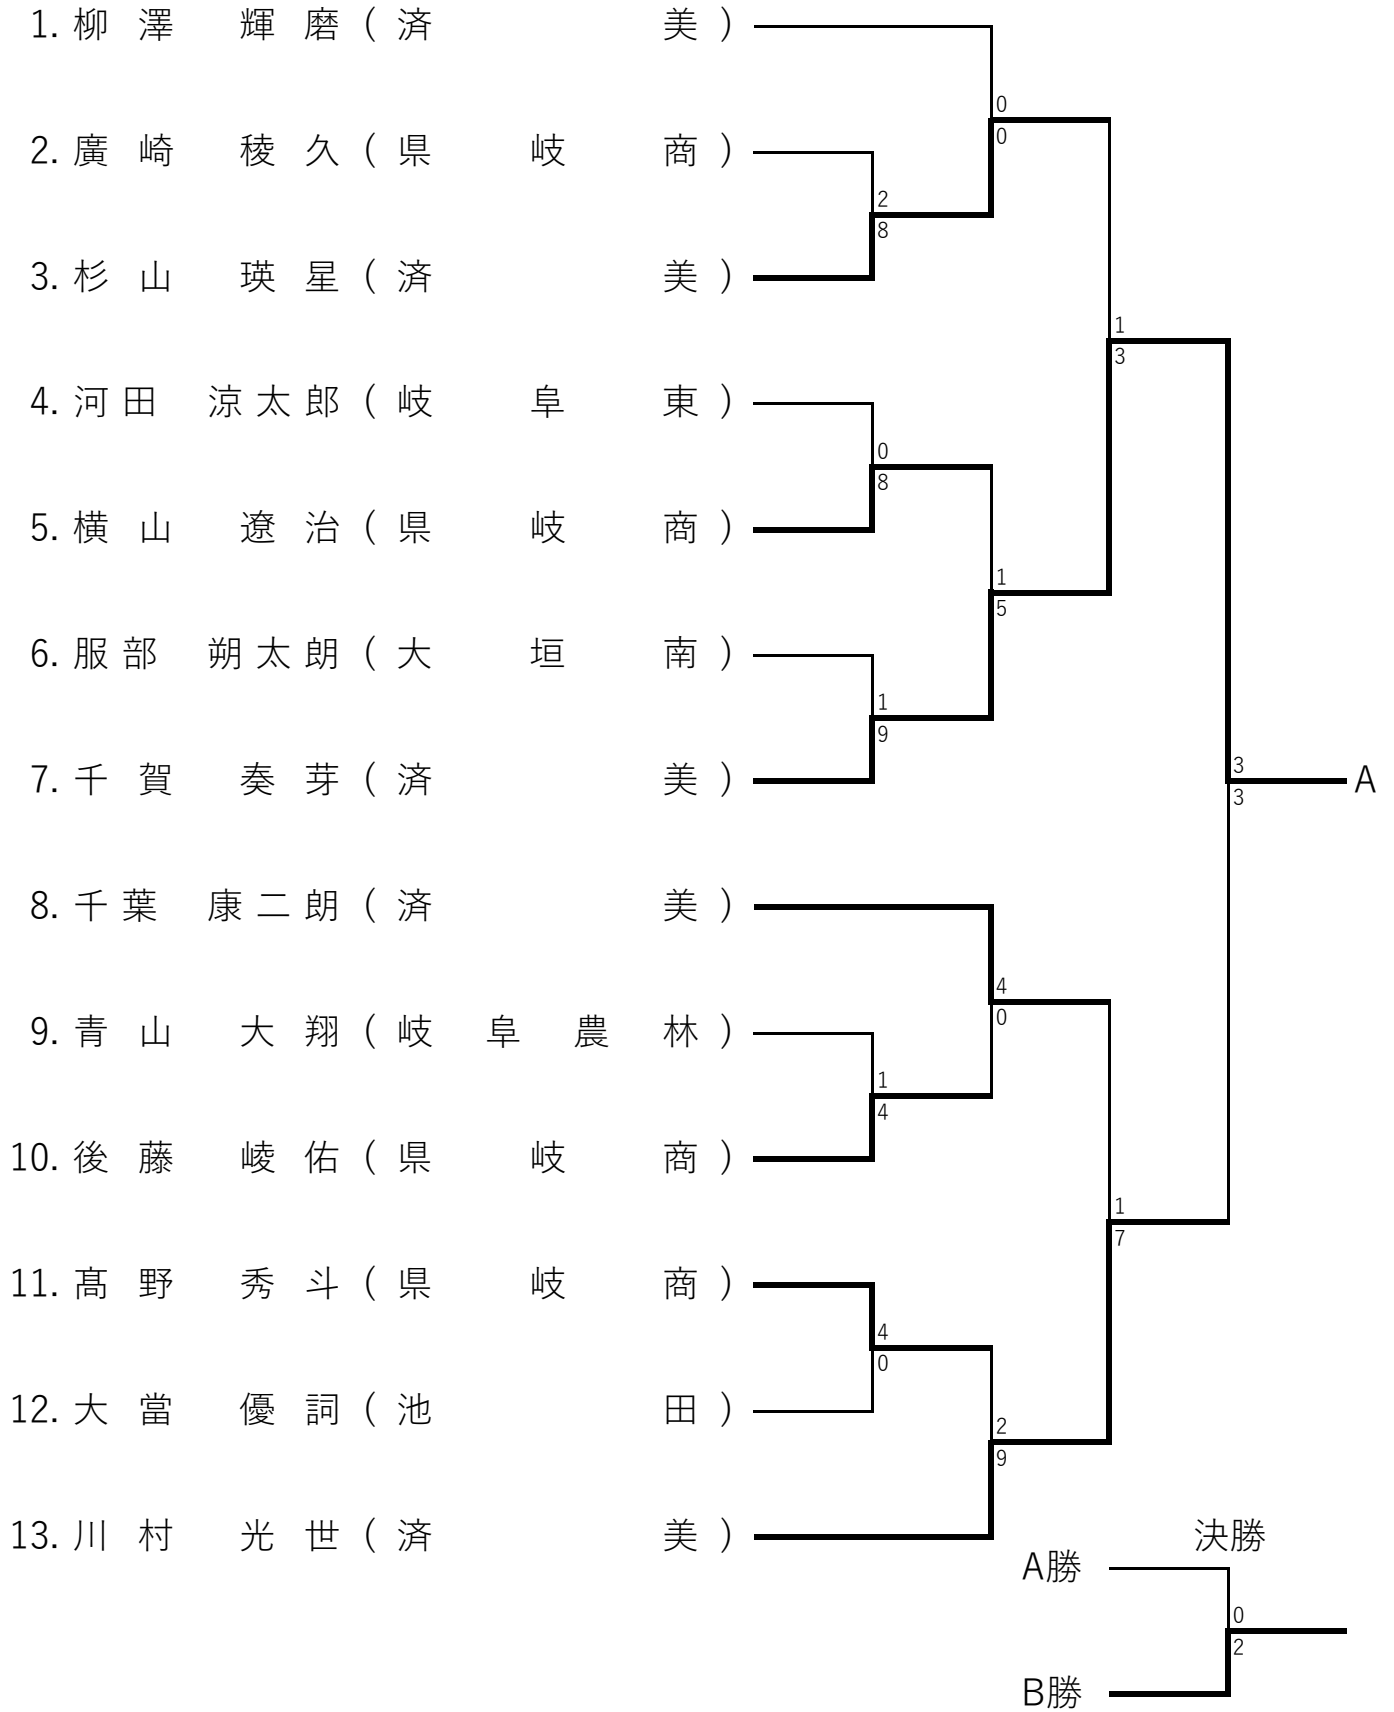 1. 柳澤 輝磨 (済美)
0
0
2. 廣崎 稜久 (県岐商)
2
8
3. 杉山 瑛星 (済美)
1
3
4. 河田 涼太郎 (岐阜東)
0
8
5. 横山 遼治 (県岐商)
1
5
6. 服部 朔太朗 (大垣南)
1
9
7. 千賀 奏芽 (済美)
3
3
A
8. 千葉 康二朗 (済美)
4
0
9. 青山 大翔 (岐阜農林)
1
4
10. 後藤 崚佑 (県岐商)
1
7
11. 髙野 秀斗 (県岐商)
4
0
12. 大當 優詞 (池田)
2
9
13. 川村 光世 (済美)
決勝
A勝
0
2
B勝